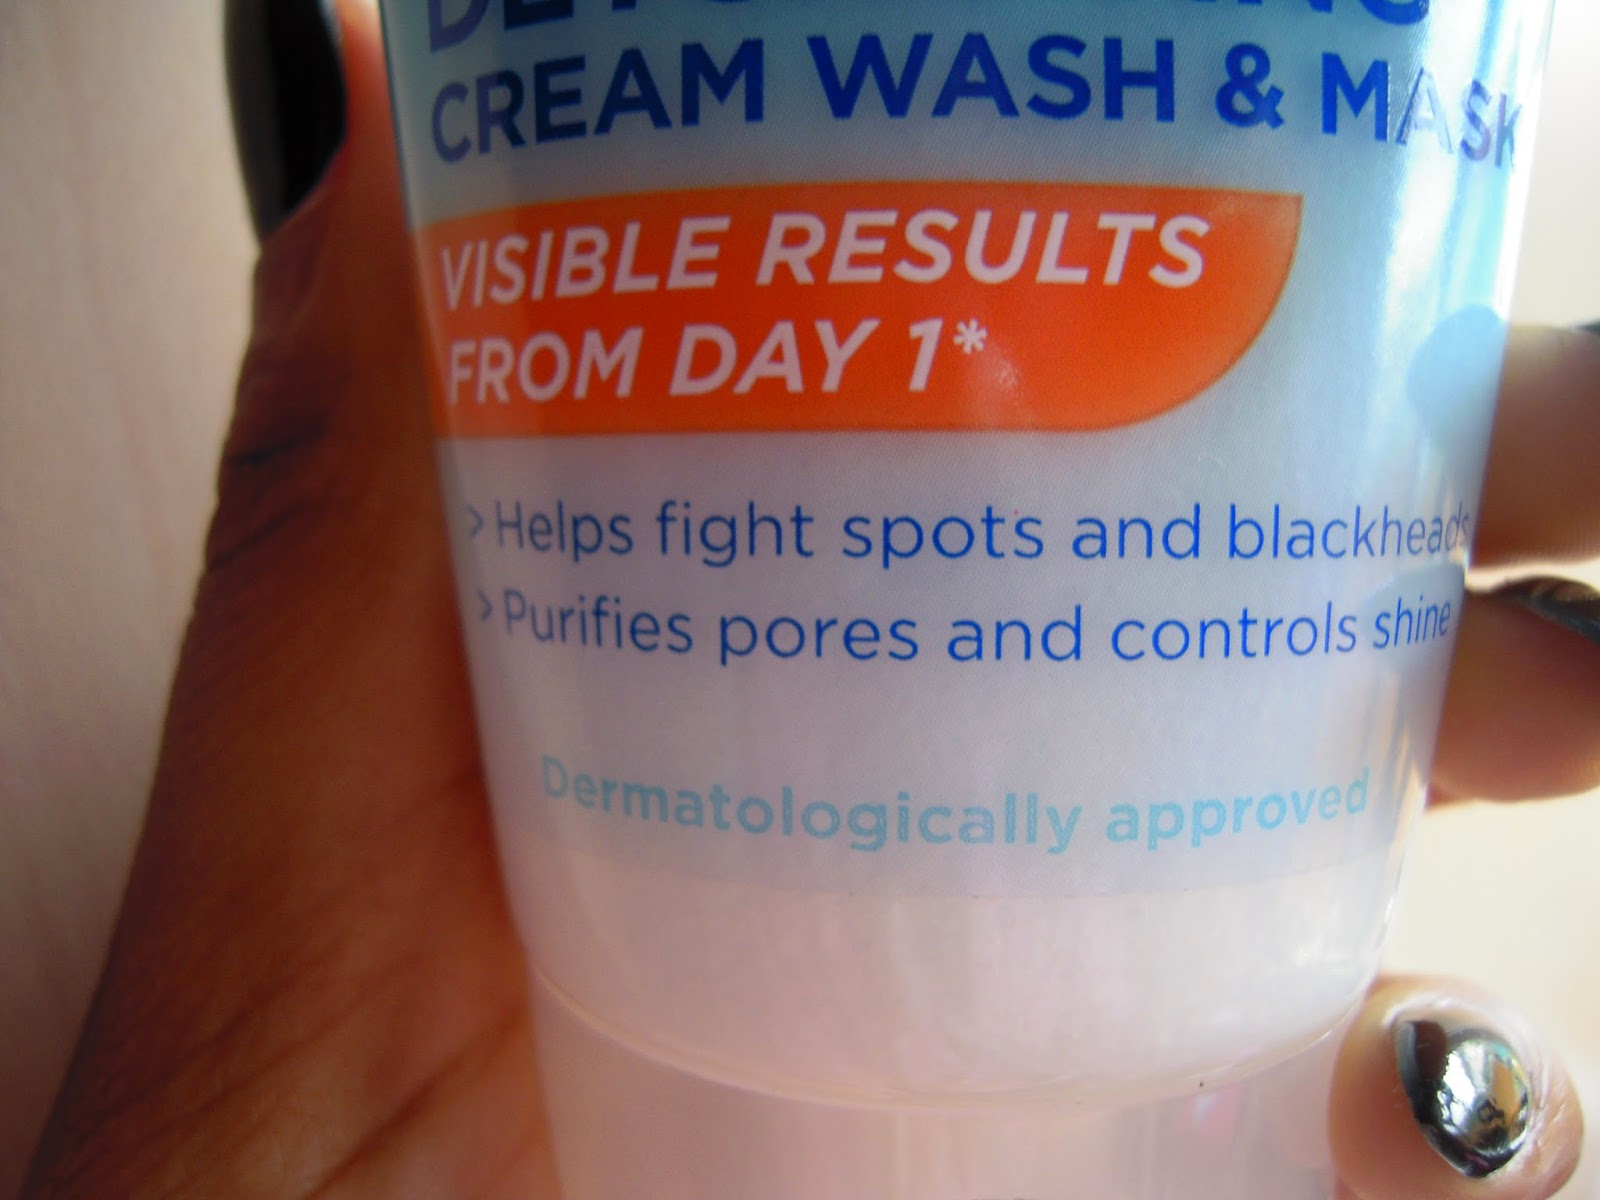 CREAM WASH & MASK
VISIBLE RESULTS
FROM DAY 1*
> Helps fight spots and blackheads
> Purifies pores and controls shine
Dermatologically approved